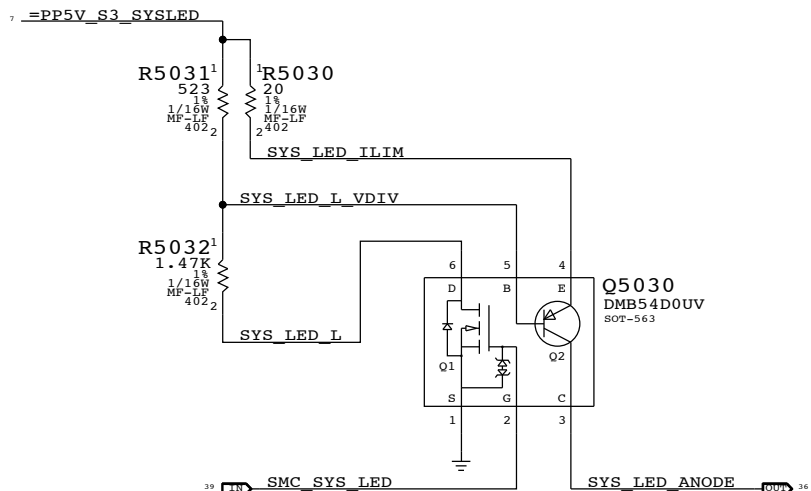 7 =PP5V_S3_SYSLED
R5031 1
523
1%
1/16W
MF-LF
402 2
1 R5030
20
1%
1/16W
MF-LF
2 402
SYS_LED_ILIM
SYS_LED_L_VDIV
R5032 1
1.47K
1%
1/16W
MF-LF
402 2
SYS_LED_L
6 5 4
D B E
Q5030
DMB54D0UV
SOT-563
Q1 Q2
S G C
1 2 3
39 IN SMC_SYS_LED
SYS_LED_ANODE OUT 36